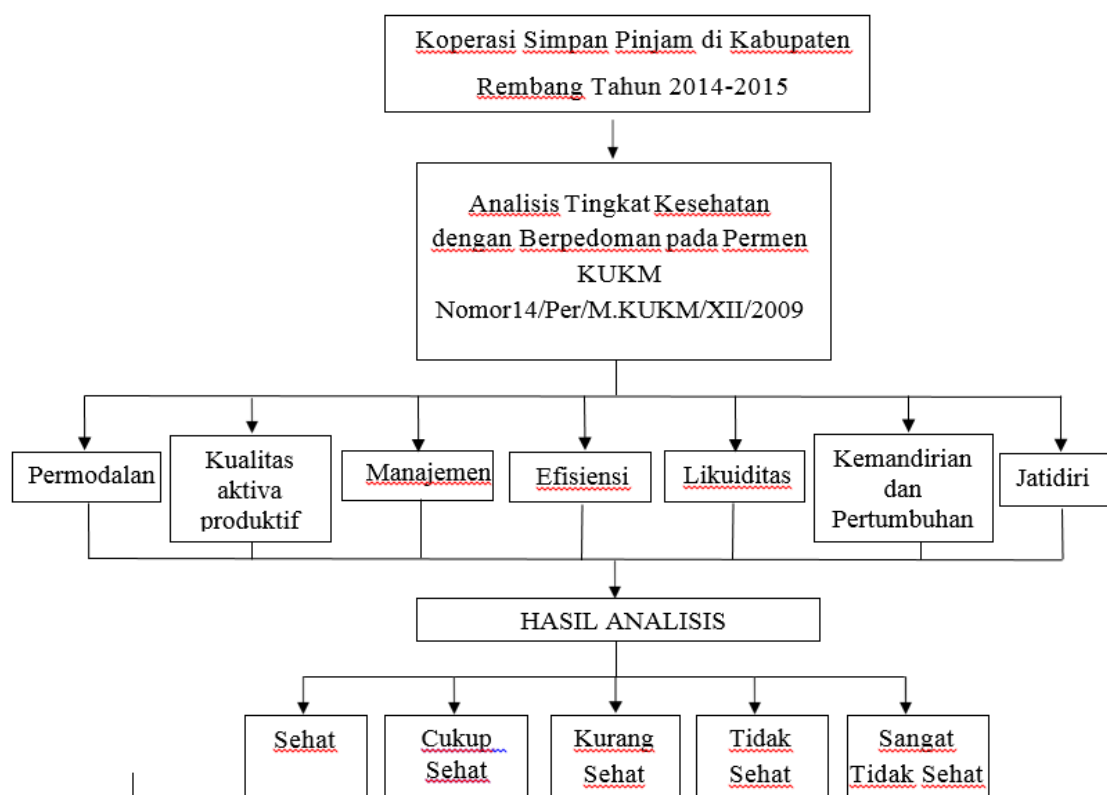 Koperasi Simpan Pinjam di Kabupaten
Rembang Tahun 2014-2015
Analisis Tingkat Kesehatan
dengan Berpedoman pada Permen
KUKM
Nomor14/Per/M.KUKM/XII/2009
Permodalan
Kualitas
aktiva
produktif
Manajemen
Efisiensi
Likuiditas
Kemandirian
dan
Pertumbuhan
Jatidiri
HASIL ANALISIS
Sehat
Cukup
Sehat
Kurang
Sehat
Tidak
Sehat
Sangat
Tidak Sehat